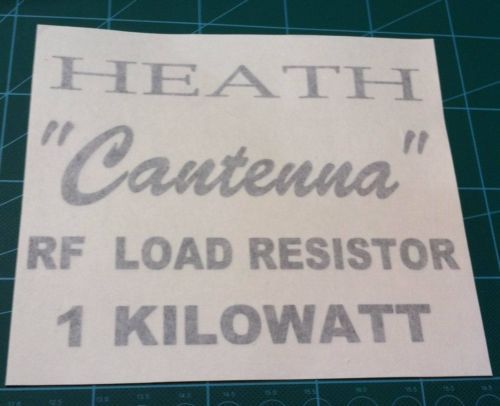 HEATH
"Cantenna"
RF LOAD RESISTOR
1 KILOWATT